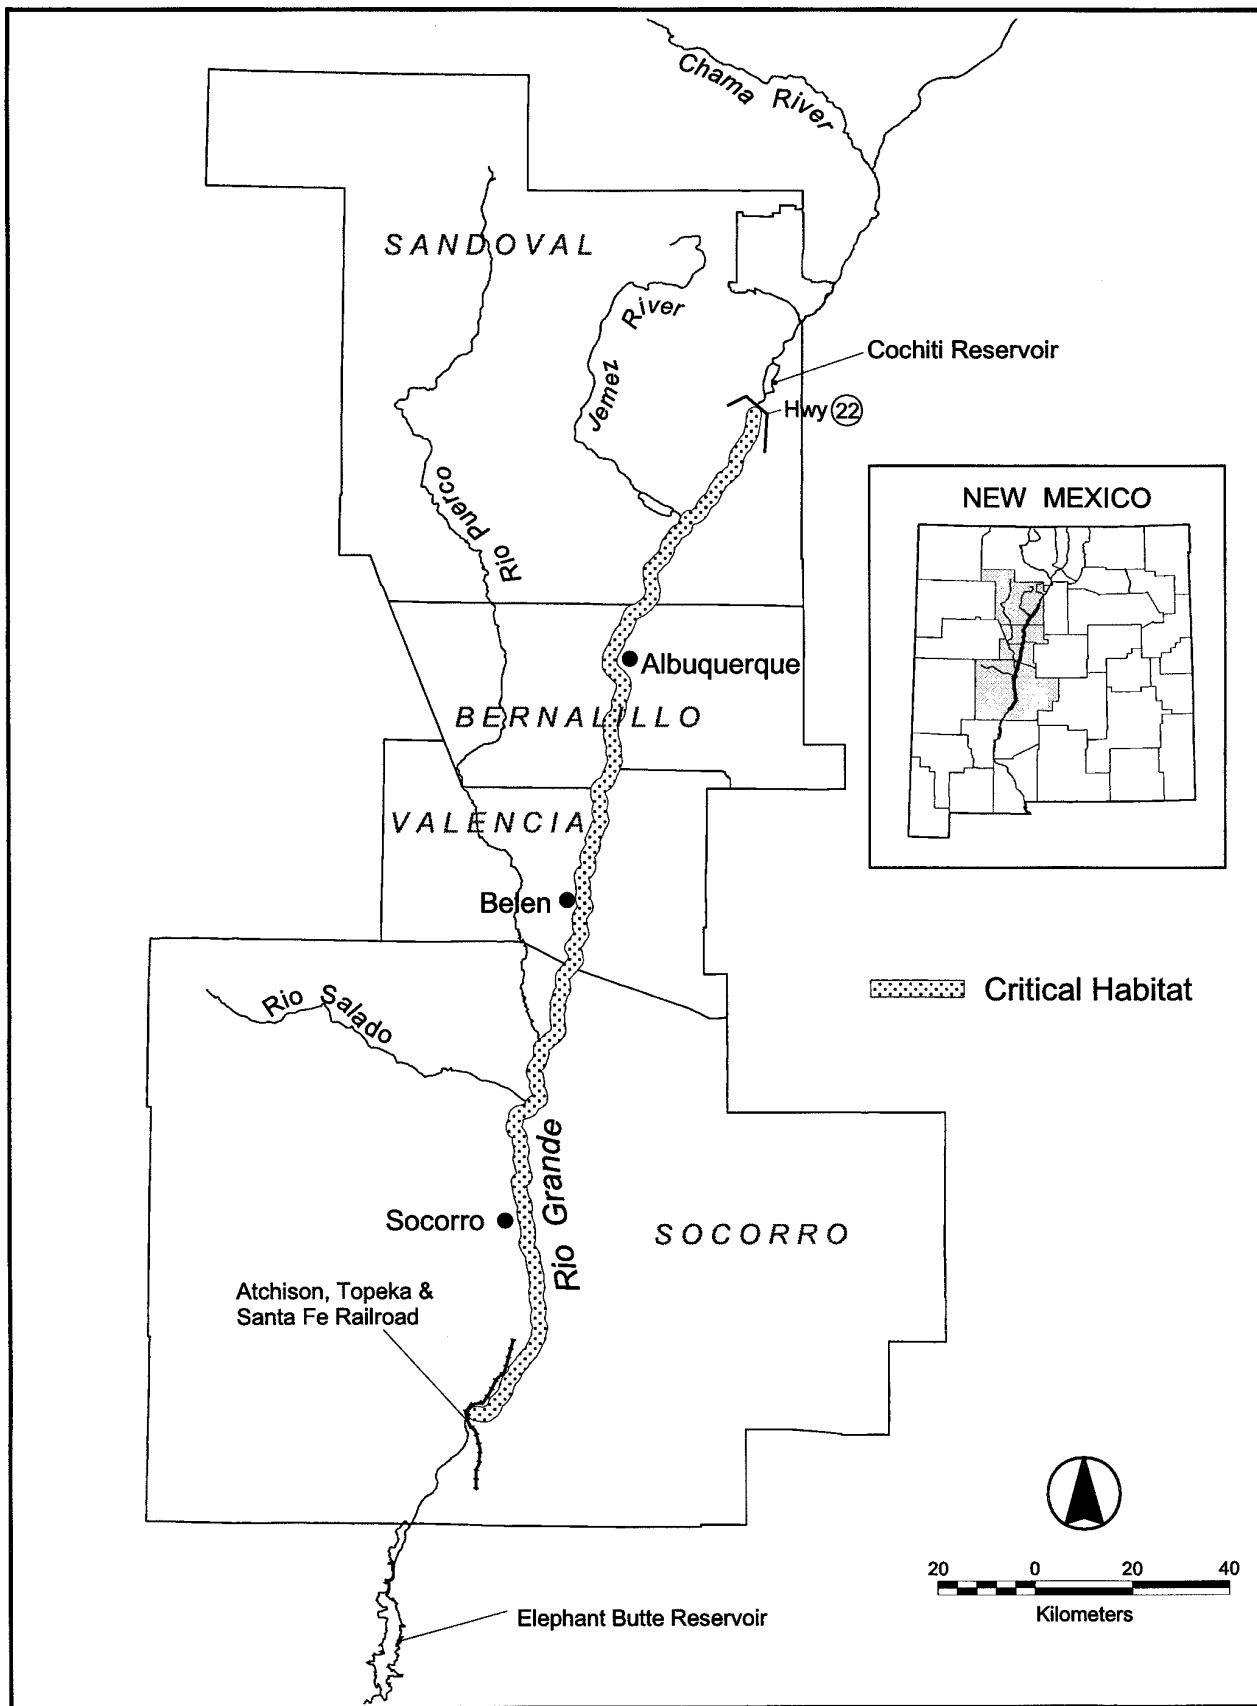 Chama River
SANDOVAL
Jemez River
Cochiti Reservoir
Hwy 22
Rio Puerco
NEW MEXICO
Albuquerque
BERNALILLO
VALENCIA
Belen
Critical Habitat
Rio Salado
Rio Grande
Socorro
SOCORRO
Atchison, Topeka &
Santa Fe Railroad
20 0 20 40
Kilometers
Elephant Butte Reservoir